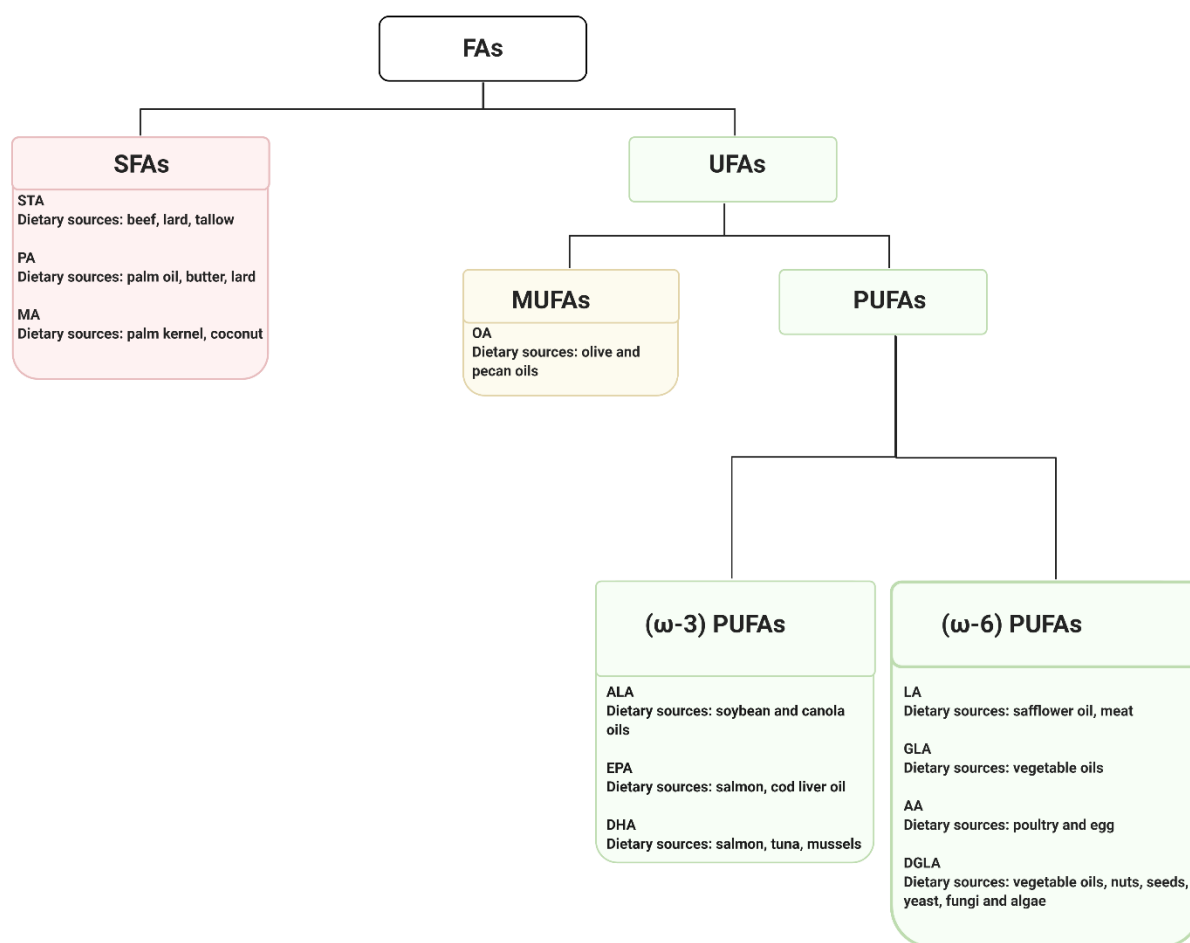 FAs
SFAs
STA
Dietary sources: beef, lard, tallow
PA
Dietary sources: palm oil, butter, lard
MA
Dietary sources: palm kernel, coconut
UFAs
MUFAs
OA
Dietary sources: olive and
pecan oils
PUFAs
(ω-3) PUFAs
ALA
Dietary sources: soybean and canola
oils
EPA
Dietary sources: salmon, cod liver oil
DHA
Dietary sources: salmon, tuna, mussels
(ω-6) PUFAs
LA
Dietary sources: safflower oil, meat
GLA
Dietary sources: vegetable oils
AA
Dietary sources: poultry and egg
DGLA
Dietary sources: vegetable oils, nuts, seeds,
yeast, fungi and algae